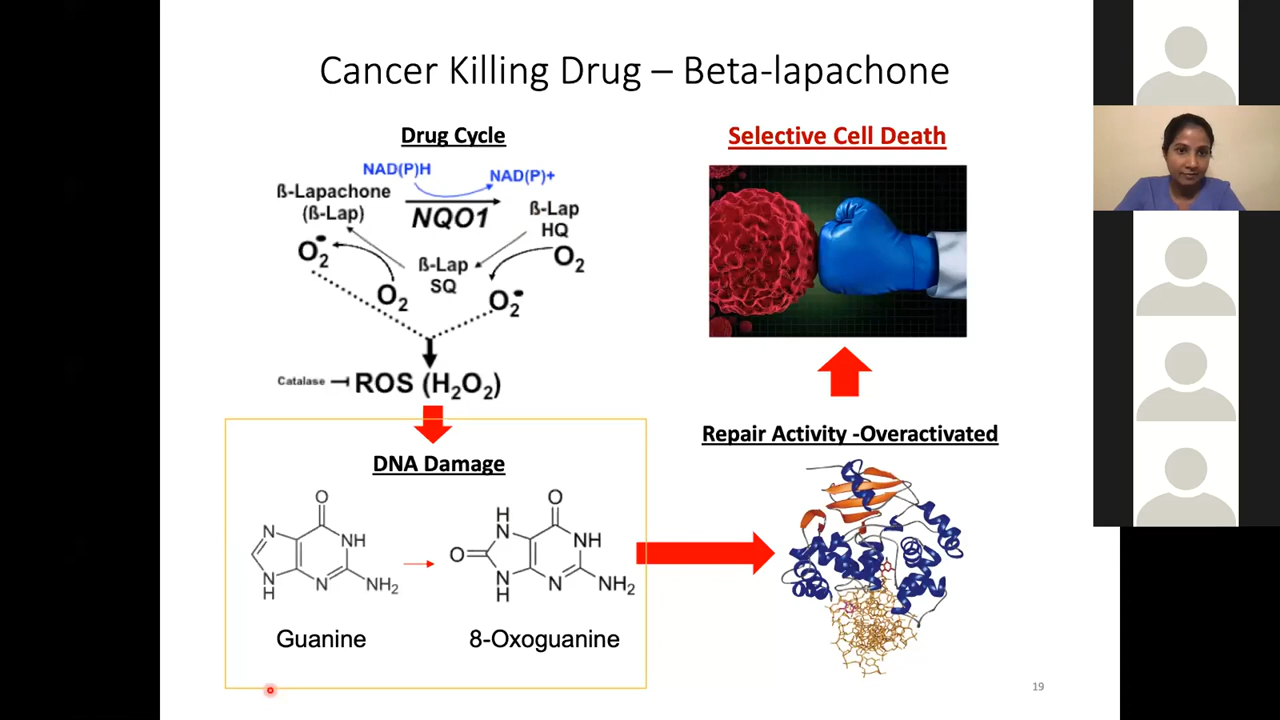 Cancer Killing Drug – Beta-lapachone
Drug Cycle
NAD(P)H
NAD(P)+
ß-Lapachone
(ß-Lap)
NQO1
ß-Lap
HQ
O₂
O₂•
ß-Lap
SQ
O₂
O₂•
Catalase
ROS (H₂O₂)
DNA Damage
O
N
NH
N
H
N
NH₂
Guanine
O
H
N
NH
O
N
H
N
NH₂
8-Oxoguanine
Selective Cell Death
Repair Activity -Overactivated
19